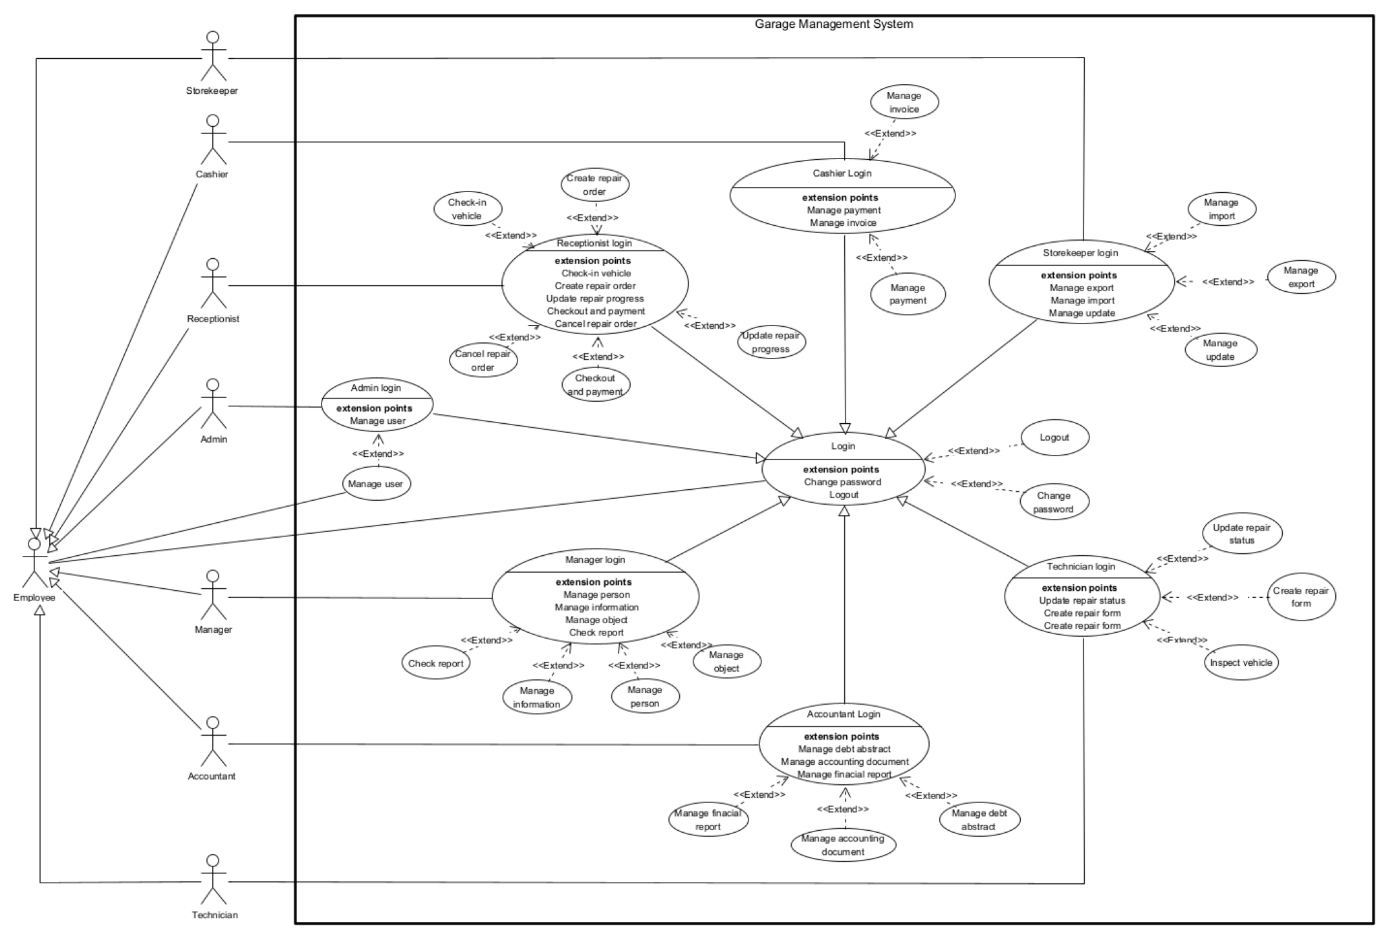 Garage Management System
Storekeeper
Cashier
Receptionist
Admin
Employee
Manager
Accountant
Technician
Manage
invoice
<<Extend>>
Cashier Login
extension points
Manage payment
Manage invoice
<<Extend>>
Manage
payment
Create repair
order
<<Extend>>
Check-in
vehicle
<<Extend>>
Receptionist login
extension points
Check-in vehicle
Create repair order
Update repair progress
Checkout and payment
Cancel repair order
<<Extend>>
Cancel repair
order
<<Extend>>
Checkout
and payment
<<Extend>>
Update repair
progress
Manage
import
<<Extend>>
Storekeeper login
extension points
Manage export
Manage import
Manage update
<<Extend>>
Manage
export
<<Extend>>
Manage
update
Admin login
extension points
Manage user
<<Extend>>
Manage user
Login
extension points
Change password
Logout
<<Extend>>
Logout
<<Extend>>
Change
password
Manager login
extension points
Manage person
Manage information
Manage object
Check report
<<Extend>>
Check report
<<Extend>>
Manage
information
<<Extend>>
Manage
person
<<Extend>>
Manage
object
Update repair
status
<<Extend>>
Technician login
extension points
Update repair status
Create repair form
Create repair form
<<Extend>>
Create repair
form
<<Extend>>
Inspect vehicle
Accountant Login
extension points
Manage debt abstract
Manage accounting document
Manage finacial report
<<Extend>>
Manage finacial
report
<<Extend>>
Manage accounting
document
<<Extend>>
Manage debt
abstract